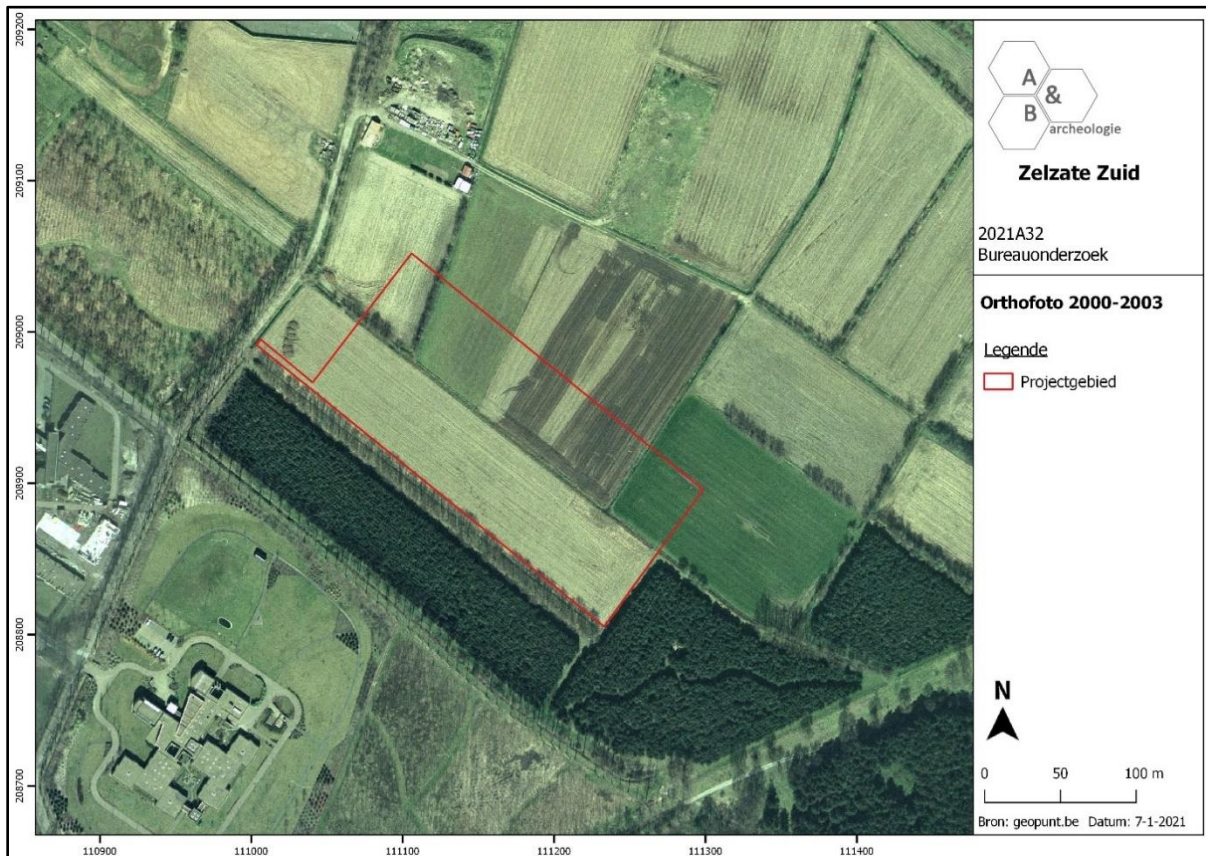 209200
209100
209000
208900
208800
208700
110900
111000
111100
111200
111300
111400
A
&
B
archeologie
Zelzate Zuid
2021A32
Bureauonderzoek
Orthofoto 2000-2003
Legende
Projectgebied
N
0 50 100 m
Bron: geopunt.be Datum: 7-1-2021